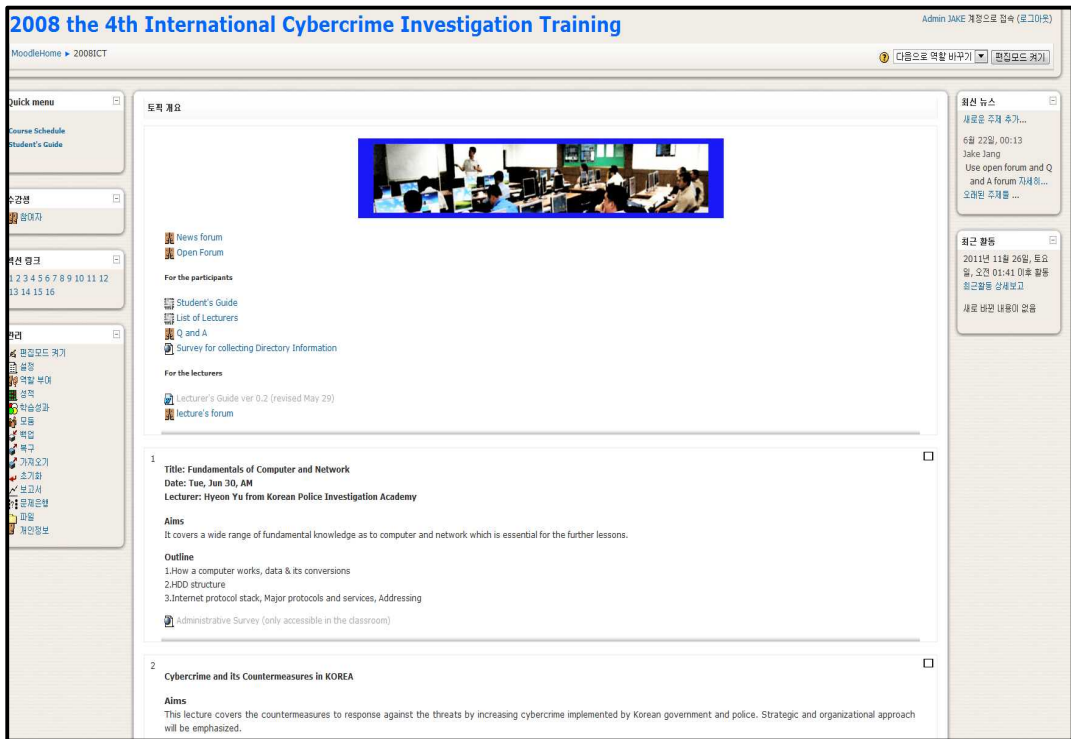 2008 the 4th International Cybercrime Investigation Training
Admin JAKE 계정으로 접속 (로그아웃)
MoodleHome ► 2008ICT
다음으로 역할 바꾸기
편집모드 켜기
Quick menu
Course Schedule
Student's Guide
수강생
참여자
섹션 링크
1 2 3 4 5 6 7 8 9 10 11 12
13 14 15 16
관리
편집모드 켜기
설정
역할 부여
성적
학습성과
모둠
백업
복구
가져오기
초기화
보고서
문제은행
파일
개인정보
토픽 개요
News forum
Open Forum
For the participants
Student's Guide
List of Lecturers
Q and A
Survey for collecting Directory Information
For the lecturers
Lecturer's Guide ver 0.2 (revised May 29)
lecture's forum
1
Title: Fundamentals of Computer and Network
Date: Tue, Jun 30, AM
Lecturer: Hyeon Yu from Korean Police Investigation Academy
Aims
It covers a wide range of fundamental knowledge as to computer and network which is essential for the further lessons.
Outline
1.How a computer works, data & its conversions
2.HDD structure
3.Internet protocol stack, Major protocols and services, Addressing
Administrative Survey (only accessible in the classroom)
2
Cybercrime and its Countermeasures in KOREA
Aims
This lecture covers the countermeasures to response against the threats by increasing cybercrime implemented by Korean government and police. Strategic and organizational approach
will be emphasized.
최신 뉴스
새로운 주제 추가...
6월 22일, 00:13
Jake Jang
Use open forum and Q
and A forum 자세히...
오래된 주제들 ...
최근 활동
2011년 11월 26일, 토요
일, 오전 01:41 이후 활동
최근활동 상세보고
새로 바뀐 내용이 없음